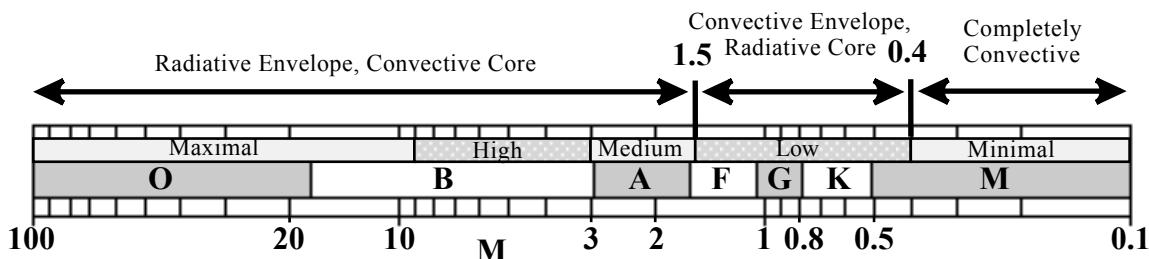 Radiative Envelope, Convective Core
1.5
Convective Envelope,
Radiative Core
0.4
Completely
Convective
Maximal High Medium Low Minimal
O B A F G K M
100 20 10 3 2 1 0.8 0.5 0.1
M